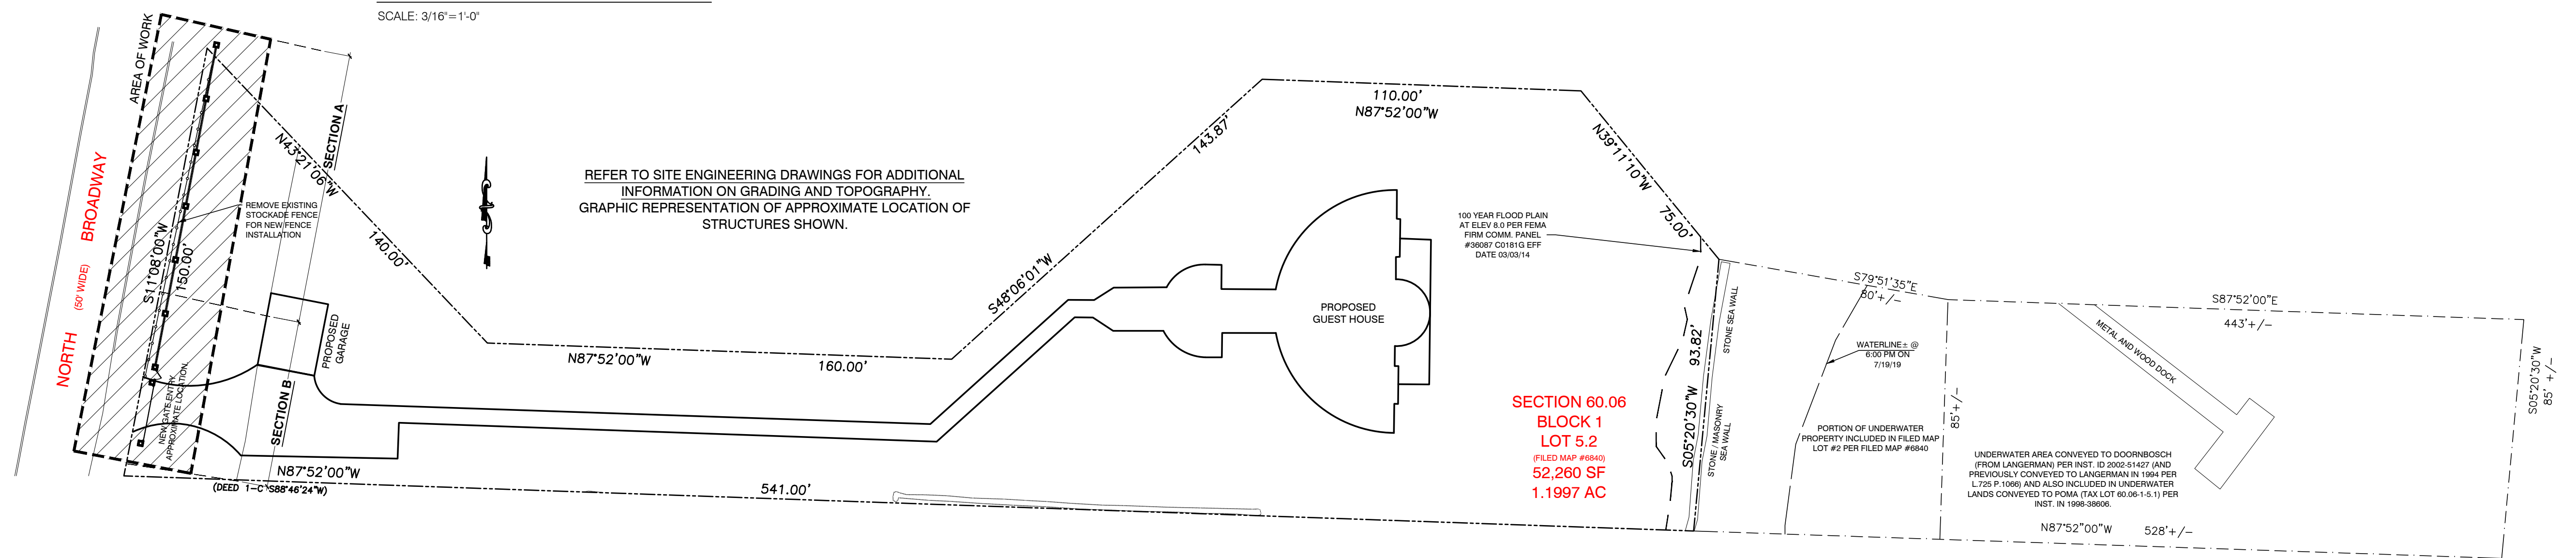 SCALE: 3/16"=1'-0"
AREA OF WORK
NORTH (50' WIDE) BROADWAY
S11°08'00"W
150.00'
REMOVE EXISTING
STOCKADE FENCE
FOR NEW FENCE
INSTALLATION
SECTION A
N43°21'06"W
140.00'
NEW GATE ENTRY
APPROXIMATE LOCATION
PROPOSED
GARAGE
SECTION B
N87°52'00"W
(DEED 1-C S88°46'24"W)
541.00'
REFER TO SITE ENGINEERING DRAWINGS FOR ADDITIONAL
INFORMATION ON GRADING AND TOPOGRAPHY.
GRAPHIC REPRESENTATION OF APPROXIMATE LOCATION OF
STRUCTURES SHOWN.
N87°52'00"W
160.00'
S48°06'01"W
143.87'
110.00'
N87°52'00"W
N39°11'10"W
75.00'
PROPOSED
GUEST HOUSE
100 YEAR FLOOD PLAIN
AT ELEV 8.0 PER FEMA
FIRM COMM. PANEL
#36087 C0181G EFF
DATE 03/03/14
SECTION 60.06
BLOCK 1
LOT 5.2
(FILED MAP #6840)
52,260 SF
1.1997 AC
S05°20'30"W 93.82'
STONE SEA WALL
STONE / MASONRY
SEA WALL
S79°51'35"E
80'+/-
WATERLINE± @
6:00 PM ON
7/19/19
PORTION OF UNDERWATER
PROPERTY INCLUDED IN FILED MAP
LOT #2 PER FILED MAP #6840
85'+/-
S87°52'00"E
443'+/-
METAL AND WOOD DOCK
UNDERWATER AREA CONVEYED TO DOORNBOSCH
(FROM LANGERMAN) PER INST. ID 2002-51427 (AND
PREVIOUSLY CONVEYED TO LANGERMAN IN 1994 PER
L.725 P.1066) AND ALSO INCLUDED IN UNDERWATER
LANDS CONVEYED TO POMA (TAX LOT 60.06-1-5.1) PER
INST. IN 1998-38606.
N87°52"00"W 528'+/-
S05°20'30"W
85' +/-